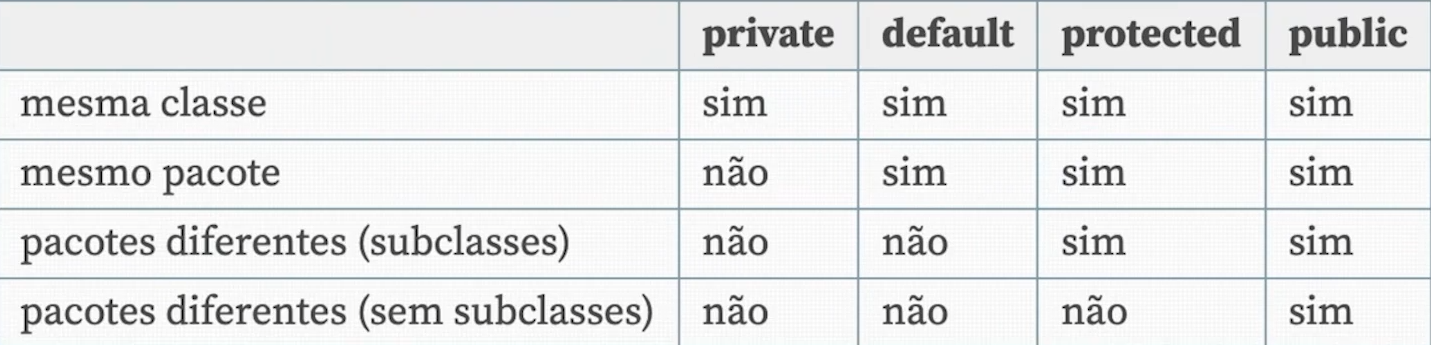 private default protected public
mesma classe sim sim sim sim
mesmo pacote não sim sim sim
pacotes diferentes (subclasses) não não sim sim
pacotes diferentes (sem subclasses) não não não sim